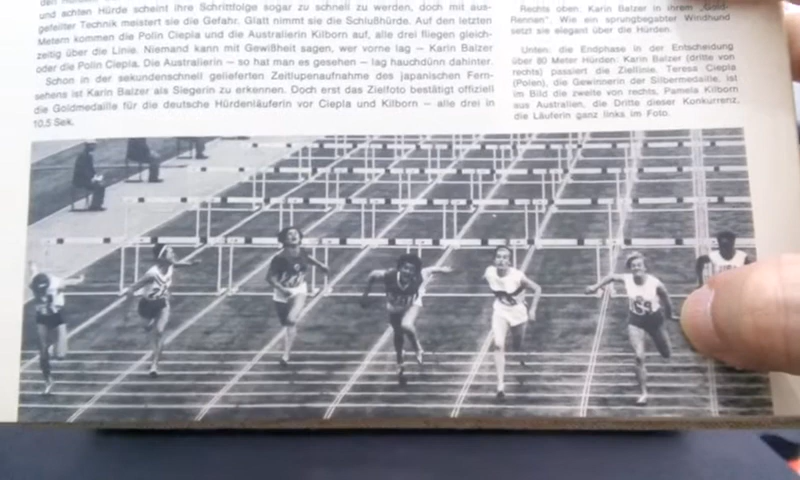 und achten Hürde scheint ihre Schrittfolge sogar zu schnell zu werden, doch mit aus-
gefeilter Technik meistert sie die Gefahr. Glatt nimmt sie die Schlußhürde. Auf den letzten
Metern kommen die Polin Ciepla und die Australierin Kilborn auf, alle drei fliegen gleich-
zeitig über die Linie. Niemand kann mit Gewißheit sagen, wer vorne lag – Karin Balzer
oder die Polin Ciepla. Die Australierin – so hat man es gesehen – lag hauchdünn dahinter.
Schon in der sekundenschnell gelieferten Zeitlupenaufnahme des japanischen Fern-
sehens ist Karin Balzer als Siegerin zu erkennen. Doch erst das Zielfoto bestätigt offiziell
die Goldmedaille für die deutsche Hürdenläuferin vor Ciepla und Kilborn – alle drei in
10,5 Sek.
Rechts oben: Karin Balzer in ihrem „Gold-
Rennen". Wie ein sprungbegabter Windhund
setzt sie elegant über die Hürden.
Unten: die Endphase in der Entscheidung
über 80 Meter Hürden: Karin Balzer (dritte von
rechts) passiert die Ziellinie. Teresa Ciepla
(Polen), die Gewinnerin der Silbermedaille, ist
im Bild die zweite von rechts, Pamela Kilborn
aus Australien, die Dritte dieser Konkurrenz,
die Läuferin ganz links im Foto.